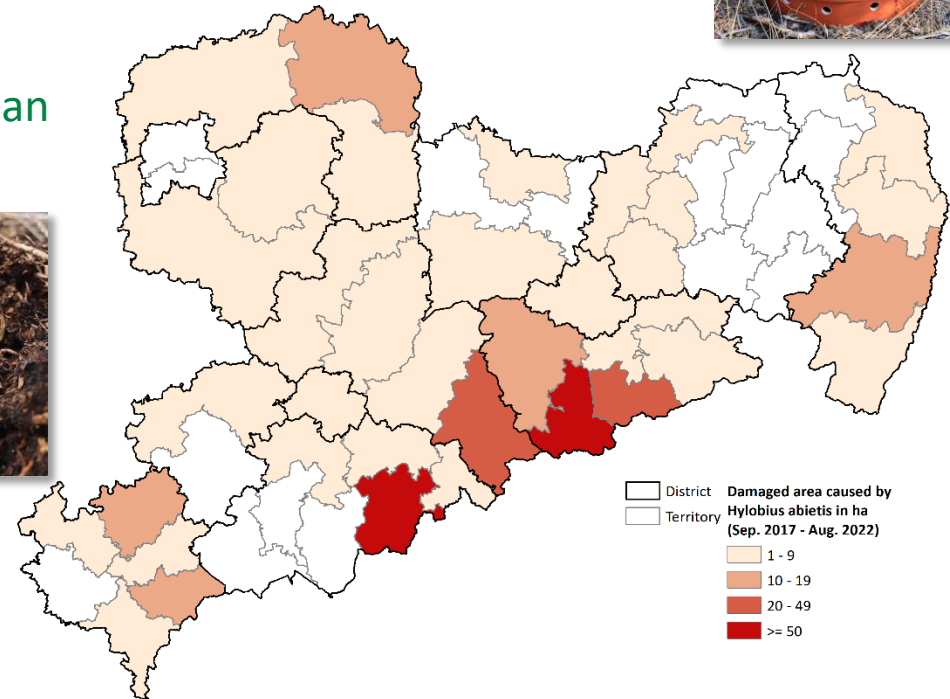 an
District
Territory
Damaged area caused by
Hylobius abietis in ha
(Sep. 2017 - Aug. 2022)
1 - 9
10 - 19
20 - 49
>= 50